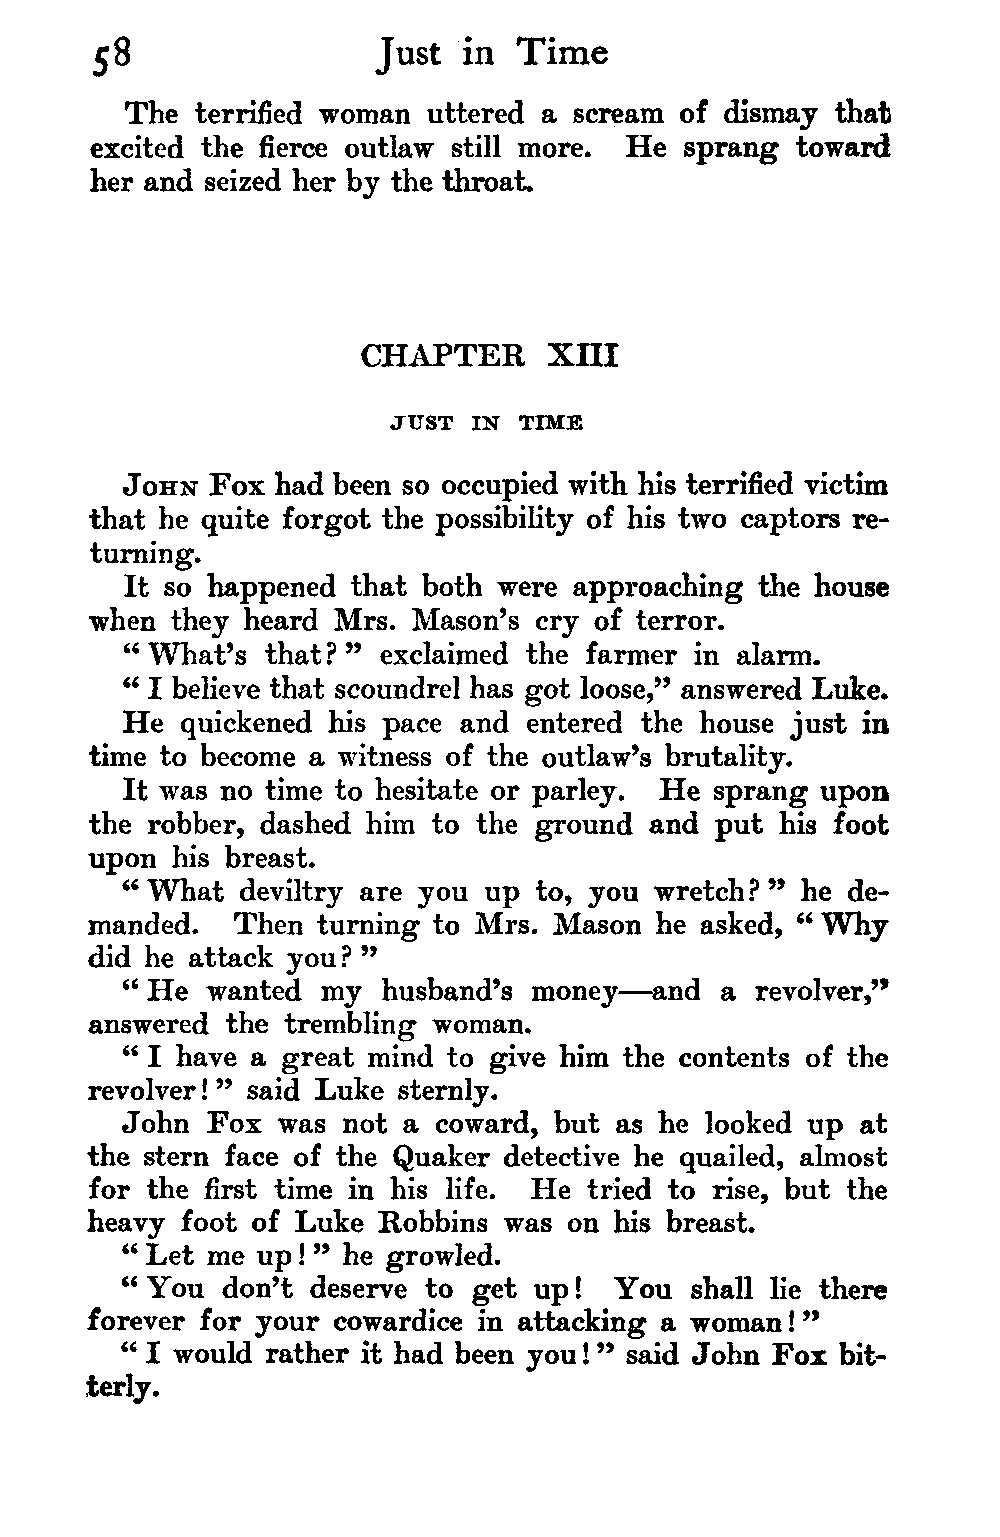 58 Just in Time
The terrified woman uttered a scream of dismay that
excited the fierce outlaw still more. He sprang toward
her and seized her by the throat.
CHAPTER XIII
JUST IN TIME
JOHN FOX had been so occupied with his terrified victim
that he quite forgot the possibility of his two captors re-
turning.
It so happened that both were approaching the house
when they heard Mrs. Mason's cry of terror.
“ What's that? ” exclaimed the farmer in alarm.
“ I believe that scoundrel has got loose,” answered Luke.
He quickened his pace and entered the house just in
time to become a witness of the outlaw's brutality.
It was no time to hesitate or parley. He sprang upon
the robber, dashed him to the ground and put his foot
upon his breast.
“ What deviltry are you up to, you wretch? ” he de-
manded. Then turning to Mrs. Mason he asked, “ Why
did he attack you? ”
“ He wanted my husband's money—and a revolver,”
answered the trembling woman.
“ I have a great mind to give him the contents of the
revolver! ” said Luke sternly.
John Fox was not a coward, but as he looked up at
the stern face of the Quaker detective he quailed, almost
for the first time in his life. He tried to rise, but the
heavy foot of Luke Robbins was on his breast.
“ Let me up! ” he growled.
“ You don't deserve to get up! You shall lie there
forever for your cowardice in attacking a woman! ”
“ I would rather it had been you! ” said John Fox bit-
terly.